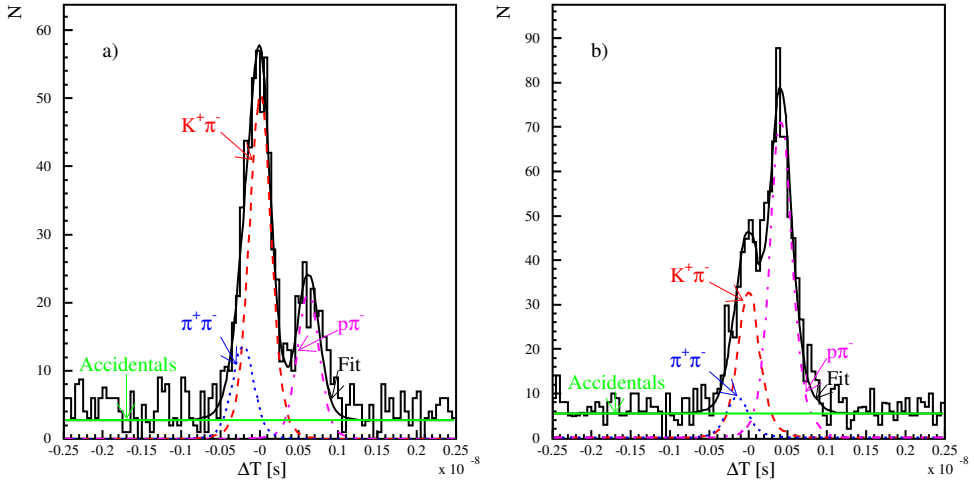 N
60
50
40
30
20
10
0
a)
K⁺π⁻
π⁺π⁻
pπ⁻
Accidentals
Fit
-0.25 -0.2 -0.15 -0.1 -0.05 -0 0.05 0.1 0.15 0.2 0.25
ΔT [s]
x 10 ⁻⁸
N
90
80
70
60
50
40
30
20
10
0
b)
K⁺π⁻
π⁺π⁻
pπ⁻
Accidentals
Fit
-0.25 -0.2 -0.15 -0.1 -0.05 -0 0.05 0.1 0.15 0.2 0.25
ΔT [s]
x 10 ⁻⁸